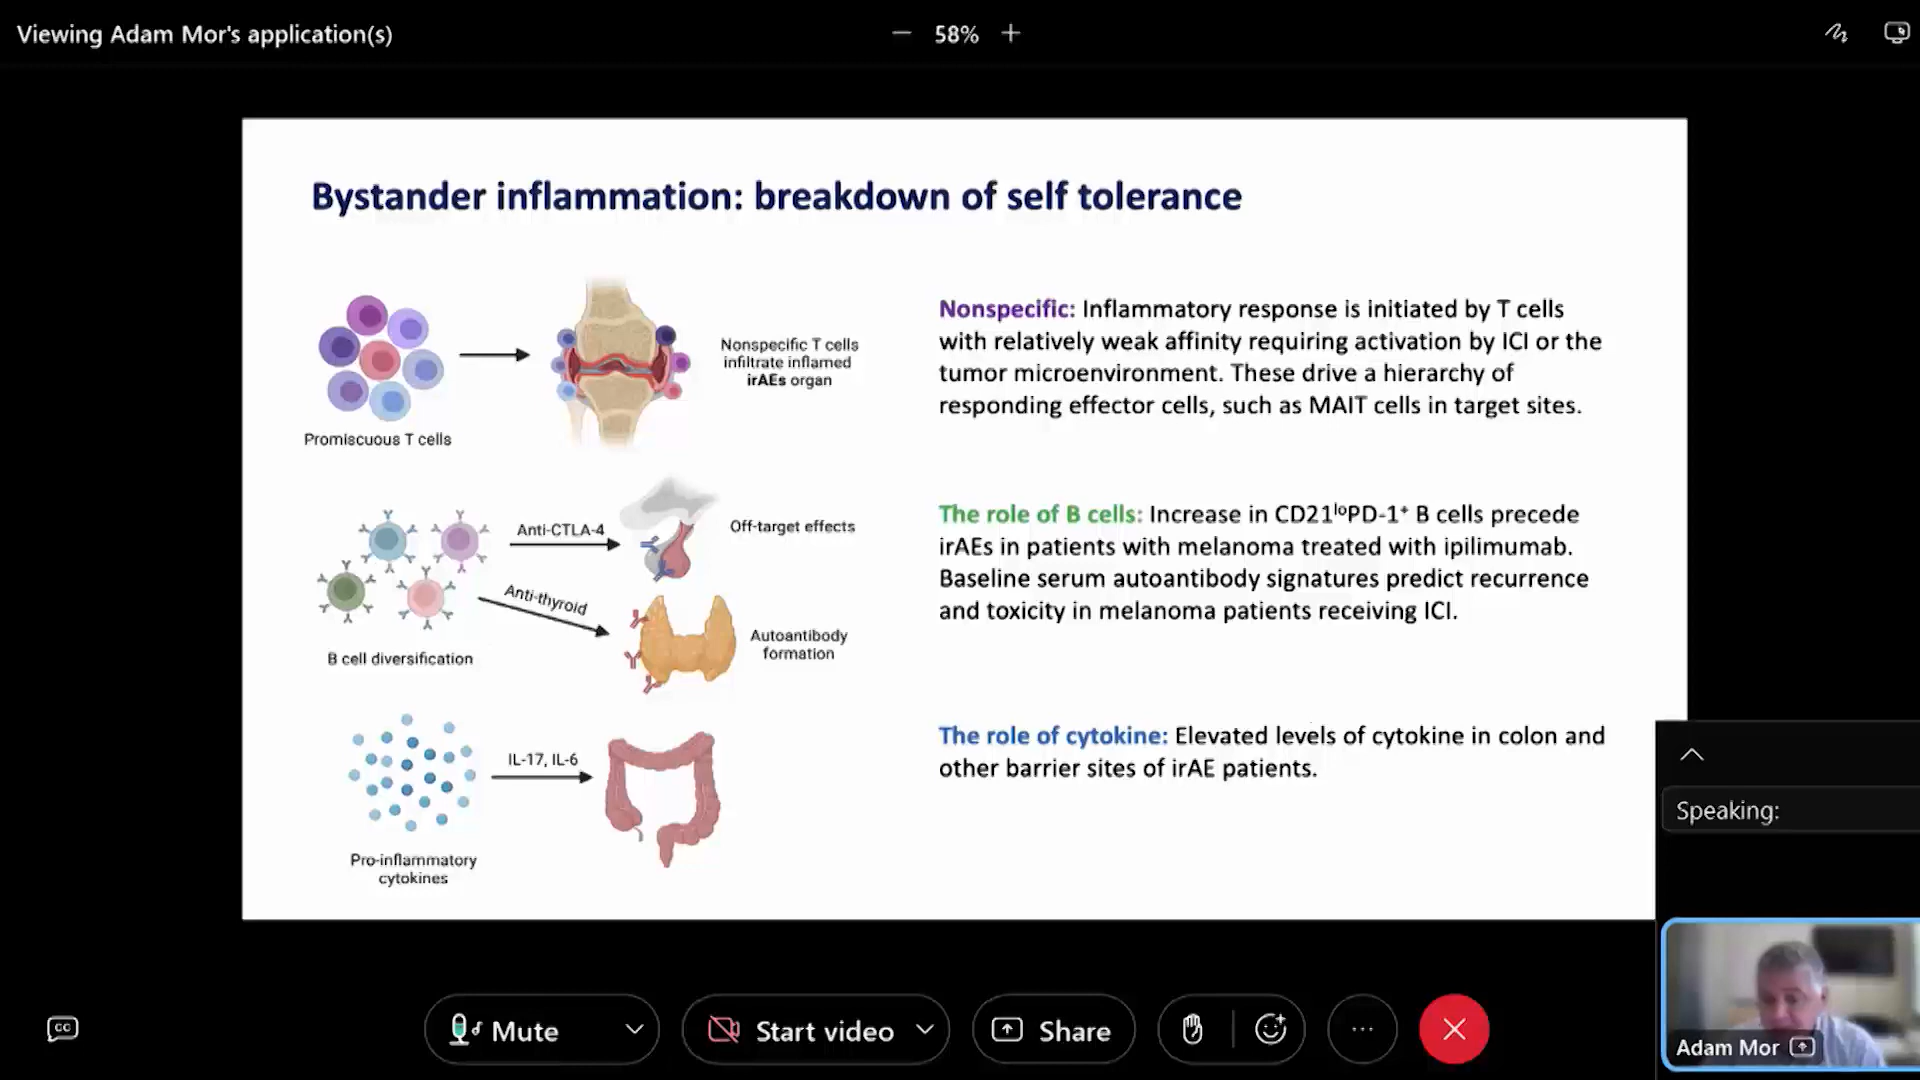 Viewing Adam Mor's application(s)
58%
Bystander inflammation: breakdown of self tolerance
Promiscuous T cells
Nonspecific T cells
infiltrate inflamed
irAEs organ
Nonspecific: Inflammatory response is initiated by T cells
with relatively weak affinity requiring activation by ICI or the
tumor microenvironment. These drive a hierarchy of
responding effector cells, such as MAIT cells in target sites.
Anti-CTLA-4
Off-target effects
Anti-thyroid
Autoantibody
formation
B cell diversification
The role of B cells: Increase in CD21ˡᵒPD-1⁺ B cells precede
irAEs in patients with melanoma treated with ipilimumab.
Baseline serum autoantibody signatures predict recurrence
and toxicity in melanoma patients receiving ICI.
IL-17, IL-6
Pro-inflammatory
cytokines
The role of cytokine: Elevated levels of cytokine in colon and
other barrier sites of irAE patients.
Speaking:
Adam Mor
CC
Mute
Start video
Share